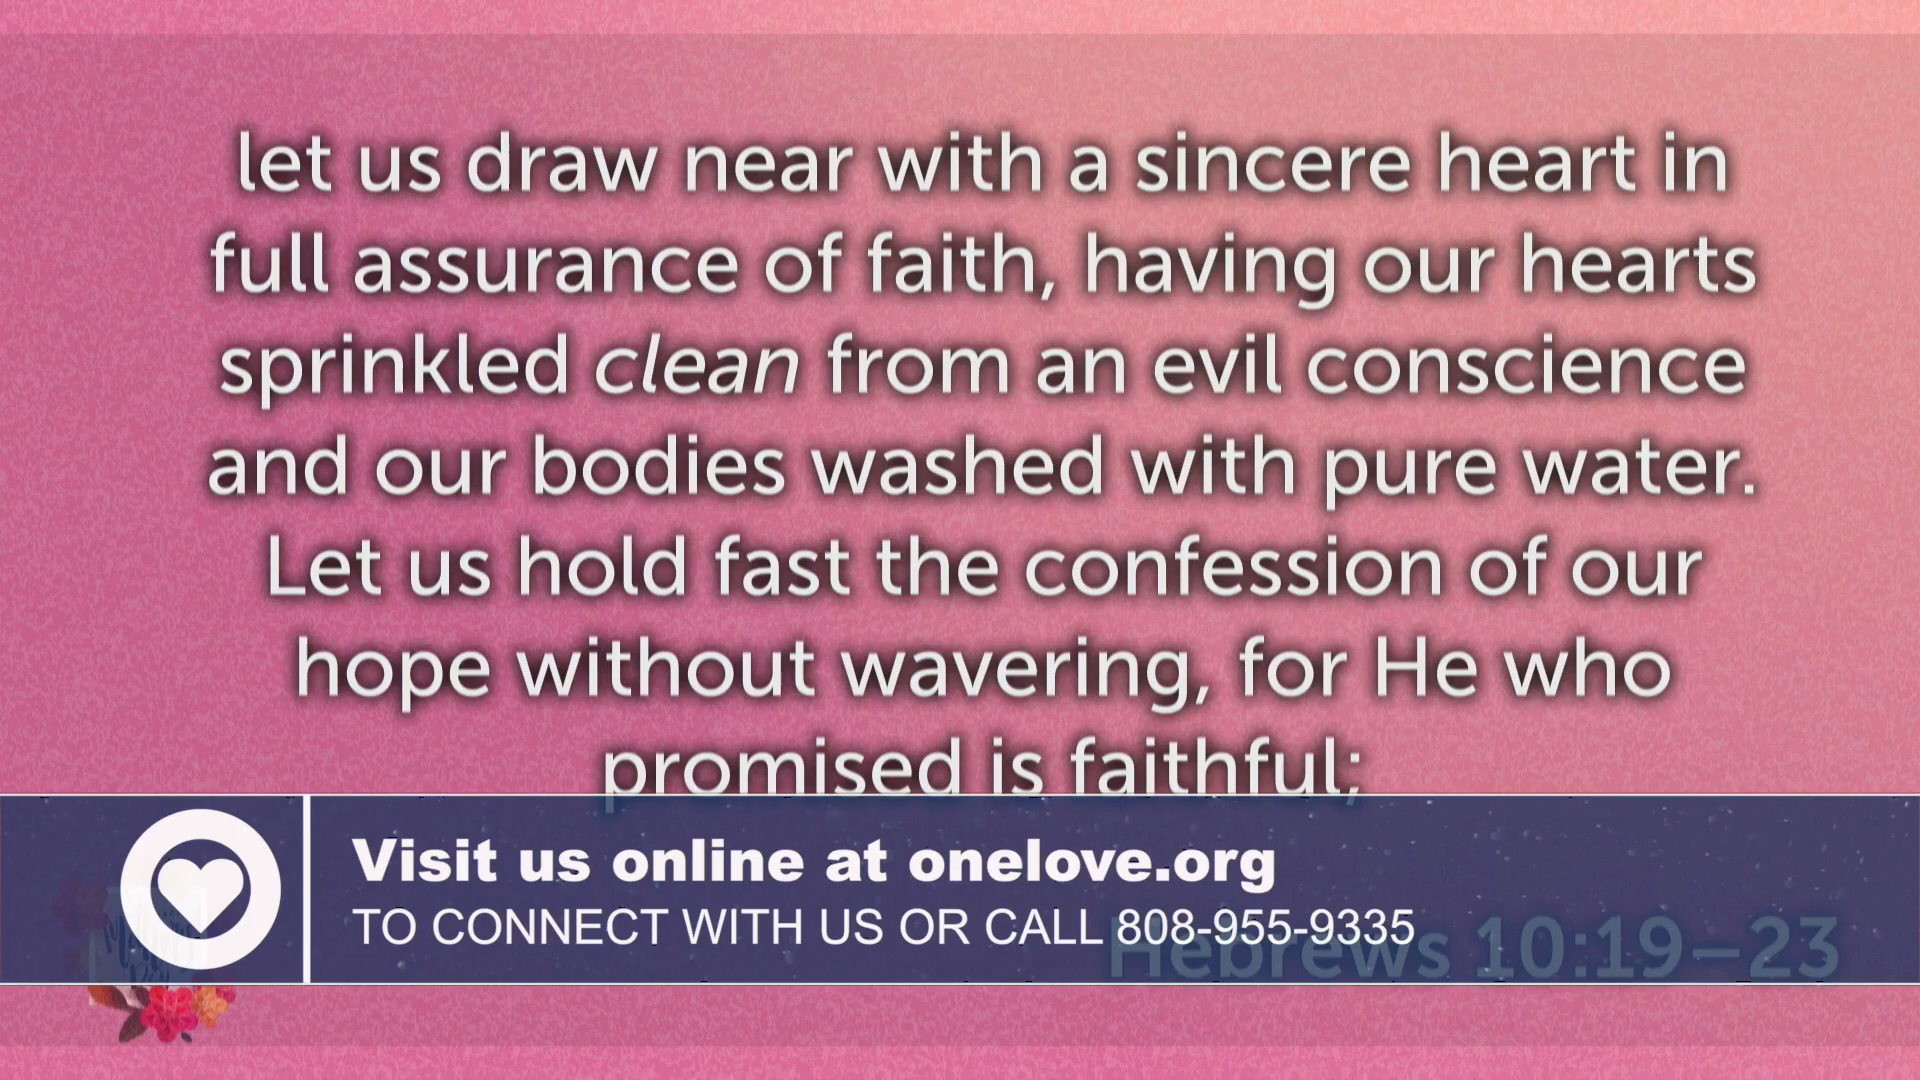 let us draw near with a sincere heart in
full assurance of faith, having our hearts
sprinkled clean from an evil conscience
and our bodies washed with pure water.
Let us hold fast the confession of our
hope without wavering, for He who
promised is faithful;
Visit us online at onelove.org
TO CONNECT WITH US OR CALL 808-955-9335
Hebrews 10:19–23